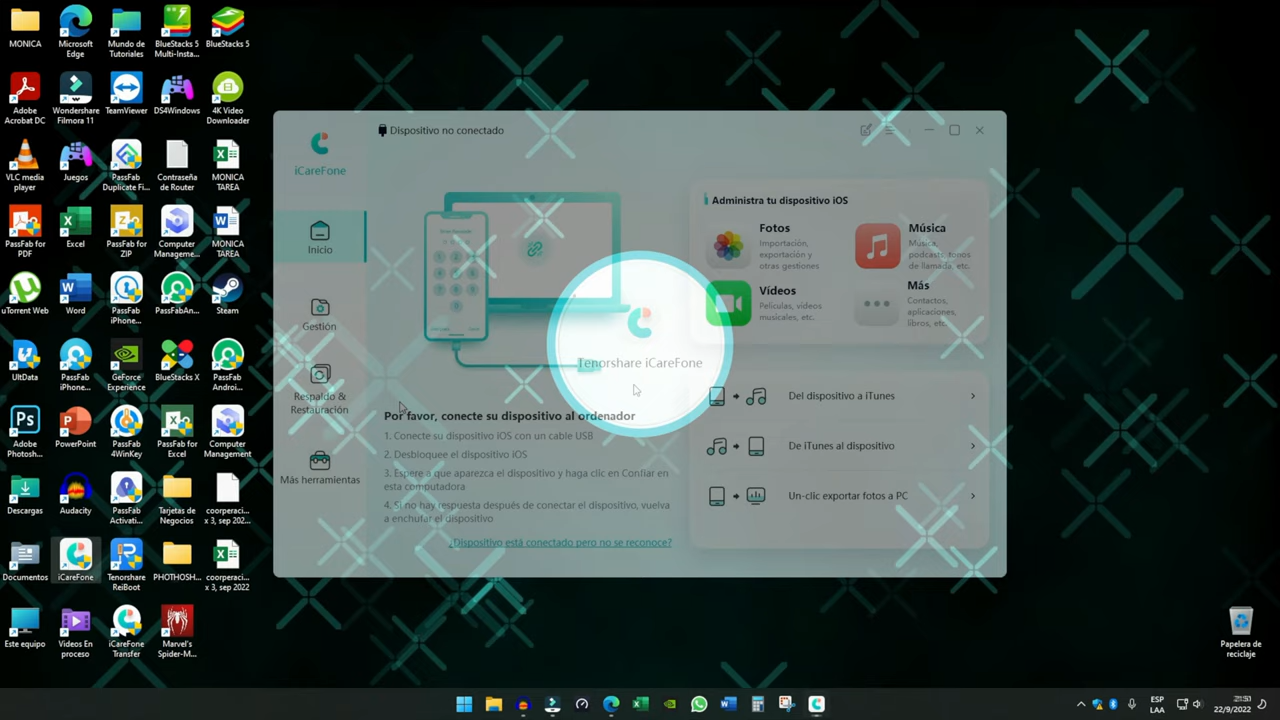 MONICA
Microsoft
Edge
Mundo de
Tutoriales
BlueStacks 5
Multi-Insta...
BlueStacks 5
Adobe
Acrobat DC
Wondershare
Filmora 11
TeamViewer
DS4Windows
4K Video
Downloader
VLC media
player
Juegos
PassFab
Duplicate Fi...
Contraseña
de Router
MONICA
TAREA
PassFab for
PDF
Excel
PassFab for
ZIP
Computer
Manageme...
MONICA
TAREA
uTorrent Web
Word
PassFab
iPhone...
PassFabAn...
Steam
UltData
PassFab
iPhone...
GeForce
Experience
BlueStacks X
PassFab
Androi...
Adobe
Photosh...
PowerPoint
PassFab
4WinKey
PassFab for
Excel
Computer
Management
Descargas
Audacity
PassFab
Activati...
Tarjetas de
Negocios
coorperaci...
x 3, sep 202...
Documentos
iCareFone
Tenorshare
ReiBoot
PHOTHOSH...
coorperaci...
x 3, sep 2022
Este equipo
Videos En
proceso
iCareFone
Transfer
Marvel's
Spider-M...
iCareFone
Inicio
Gestión
Respaldo &
Restauración
Más herramientas
Dispositivo no conectado
Tenorshare iCareFone
Por favor, conecte su dispositivo al ordenador
1. Conecte su dispositivo iOS con un cable USB
2. Desbloquee el dispositivo iOS
3. Espere a que aparezca el dispositivo y haga clic en Confiar en
esta computadora
4. Si no hay respuesta después de conectar el dispositivo, vuelva
a enchufar el dispositivo
¿Dispositivo está conectado pero no se reconoce?
Administra tu dispositivo iOS
Fotos
Importación,
exportación y
otras gestiones
Música
Música,
podcasts, tonos
de llamada, etc.
Vídeos
Películas, vídeos
musicales, etc.
Más
Contactos,
aplicaciones,
libros, etc.
Del dispositivo a iTunes
De iTunes al dispositivo
Un-clic exportar fotos a PC
Papelera de
reciclaje
ESP
LAA
22/9/2022